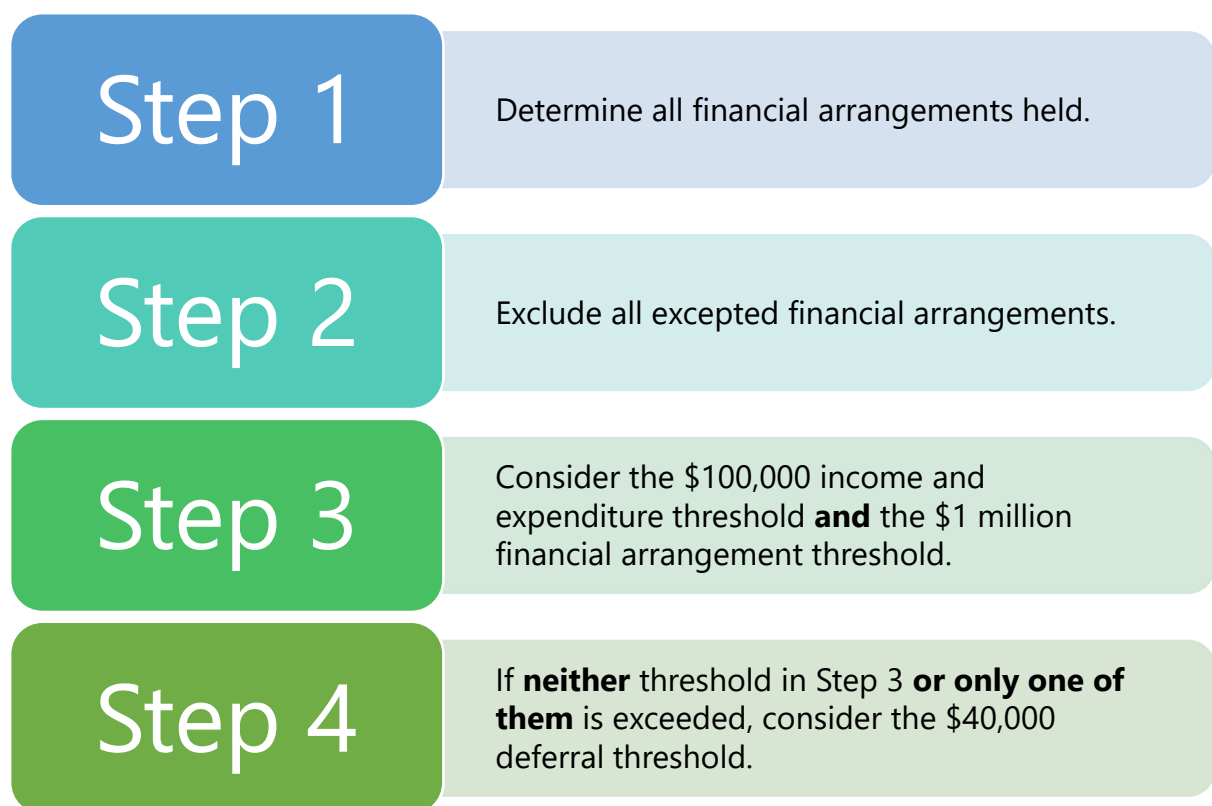 Step 1
Determine all financial arrangements held.
Step 2
Exclude all excepted financial arrangements.
Step 3
Consider the $100,000 income and
expenditure threshold and the $1 million
financial arrangement threshold.
Step 4
If neither threshold in Step 3 or only one of
them is exceeded, consider the $40,000
deferral threshold.